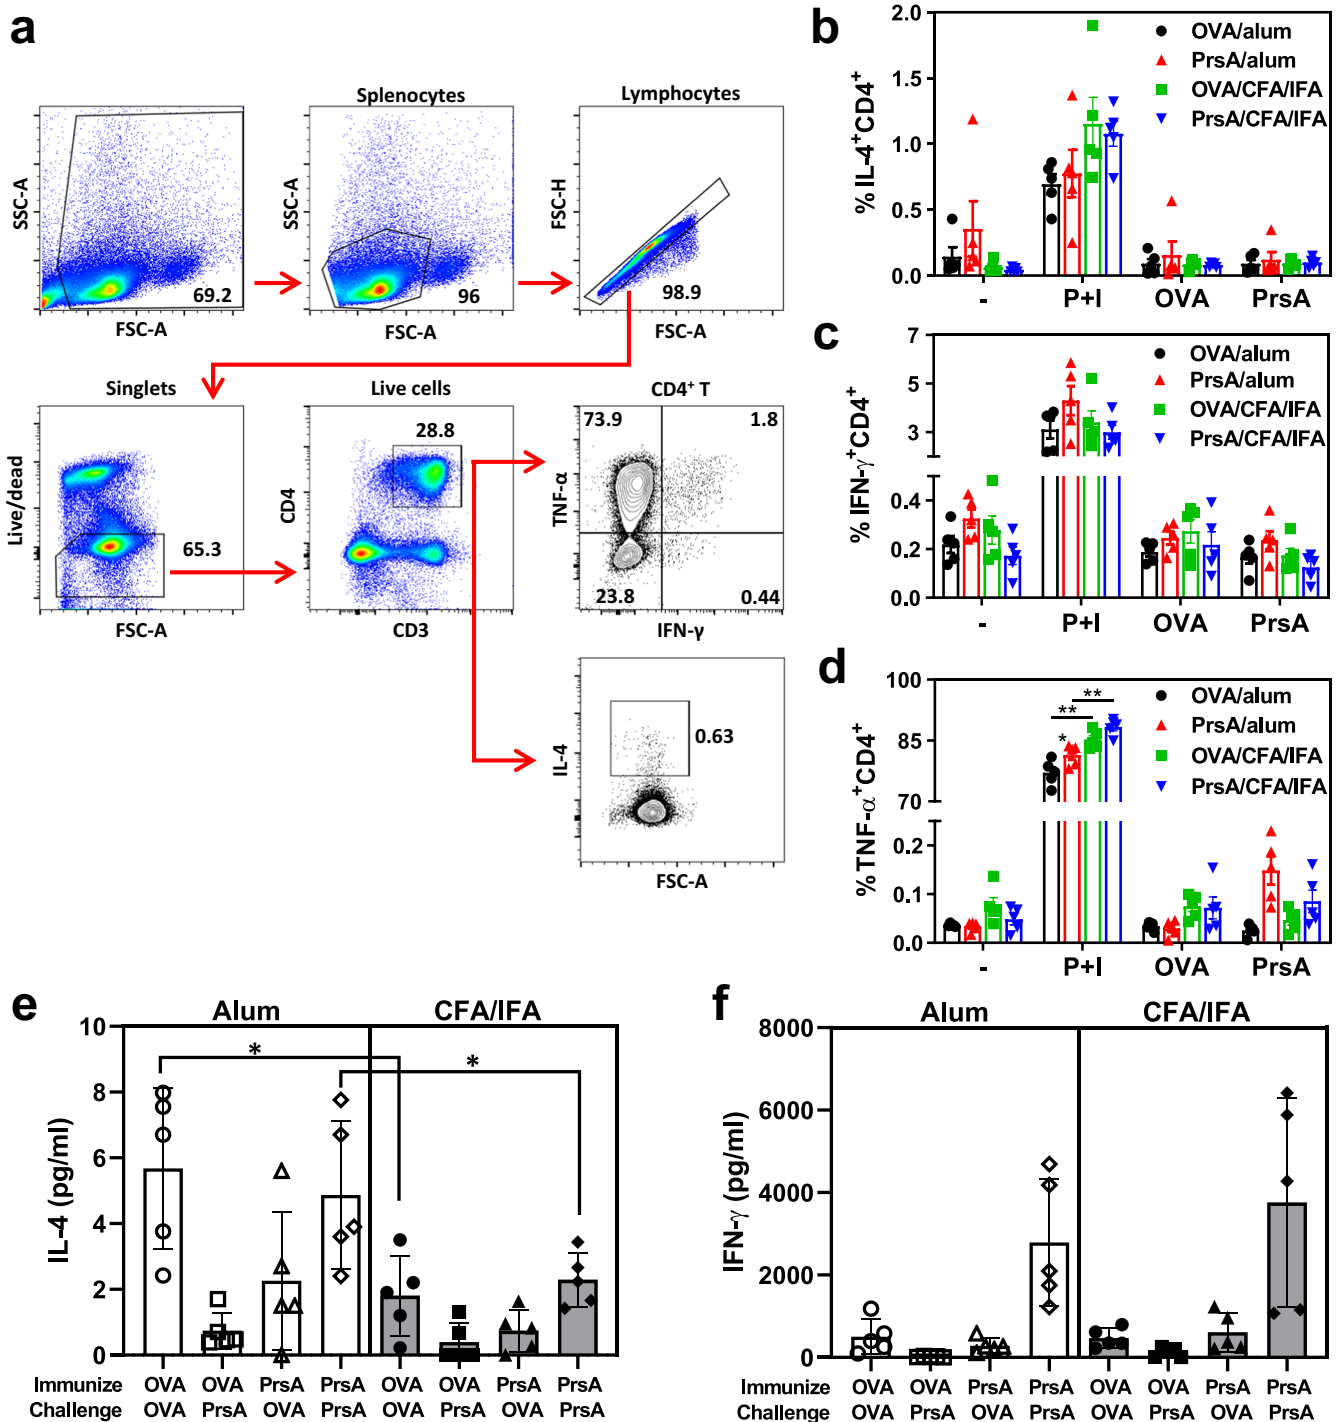 a
Splenocytes
Lymphocytes
SSC-A
69.2
FSC-A
SSC-A
96
FSC-A
FSC-H
98.9
FSC-A
Singlets
Live cells
CD4⁺ T
Live/dead
65.3
FSC-A
CD4
28.8
CD3
TNF-α
73.9
1.8
23.8
0.44
IFN-γ
IL-4
0.63
FSC-A
b
% IL-4⁺CD4⁺
2.0
1.5
1.0
0.5
0.0
OVA/alum
PrsA/alum
OVA/CFA/IFA
PrsA/CFA/IFA
- P+I OVA PrsA
c
% IFN-γ⁺CD4⁺
7
5
3
0.4
0.2
0.0
OVA/alum
PrsA/alum
OVA/CFA/IFA
PrsA/CFA/IFA
- P+I OVA PrsA
d
% TNF-α⁺CD4⁺
100
85
70
0.2
0.1
0.0
OVA/alum
PrsA/alum
OVA/CFA/IFA
PrsA/CFA/IFA
**
**
*
- P+I OVA PrsA
e
Alum CFA/IFA
IL-4 (pg/ml)
10
8
6
4
2
0
*
*
Immunize OVA OVA PrsA PrsA OVA OVA PrsA PrsA
Challenge OVA PrsA OVA PrsA OVA PrsA OVA PrsA
f
Alum CFA/IFA
IFN-γ (pg/ml)
8000
6000
4000
2000
0
Immunize OVA OVA PrsA PrsA OVA OVA PrsA PrsA
Challenge OVA PrsA OVA PrsA OVA PrsA OVA PrsA